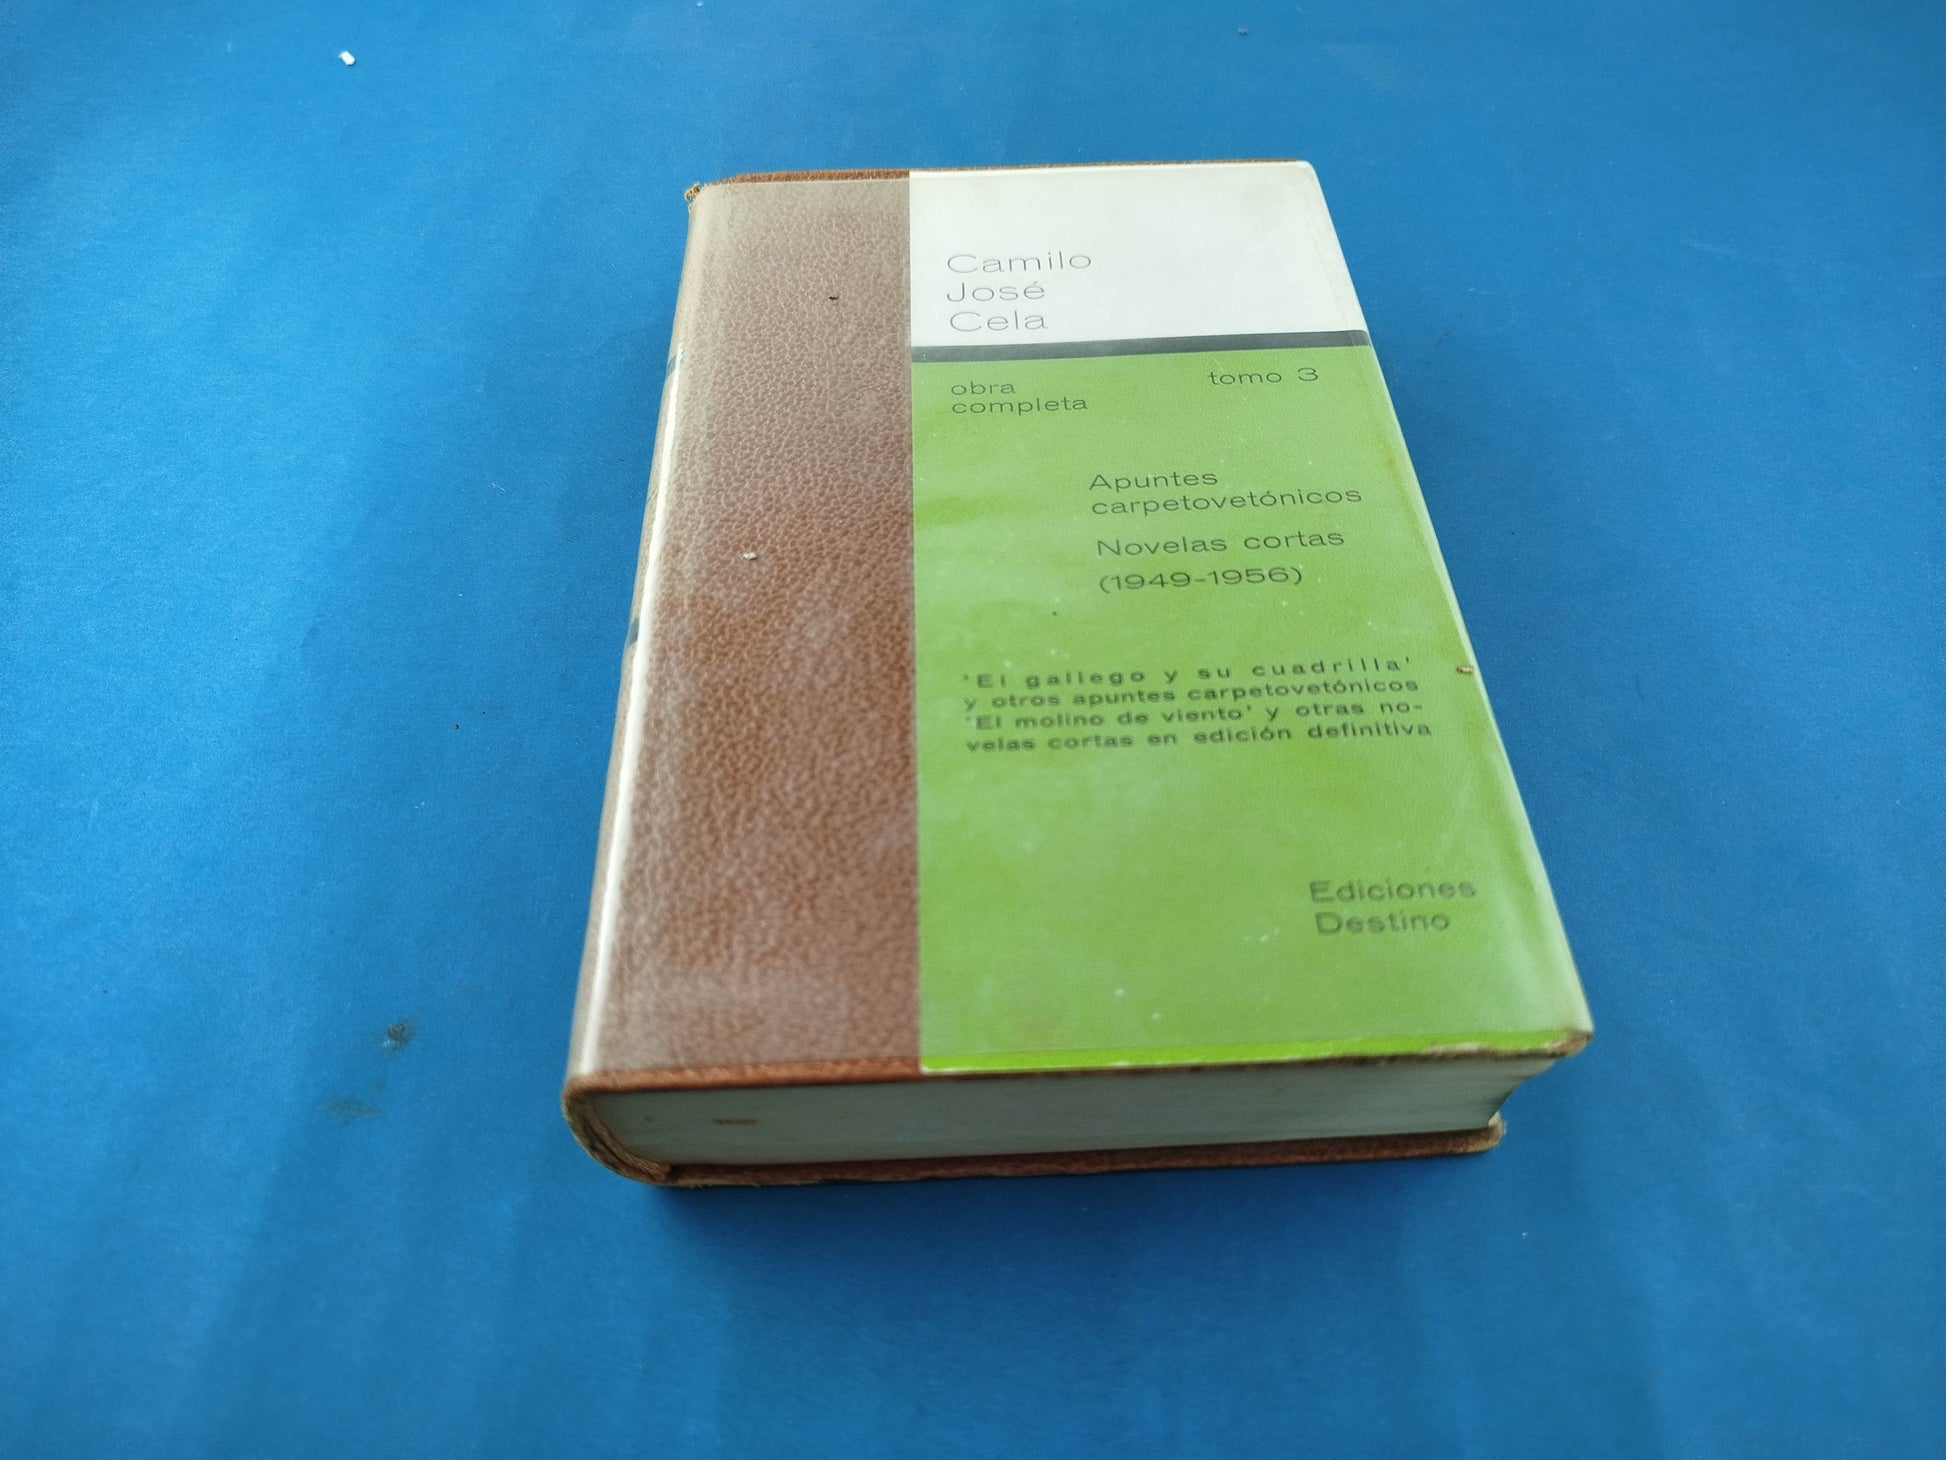 Camilo
José
Cela
obra
completa
tomo 3
Apuntes
carpetovetónicos
Novelas cortas
(1949-1956)
'El gallego y su cuadrilla'
y otros apuntes carpetovetónicos
'El molino de viento' y otras no-
velas cortas en edición definitiva
Ediciones
Destino